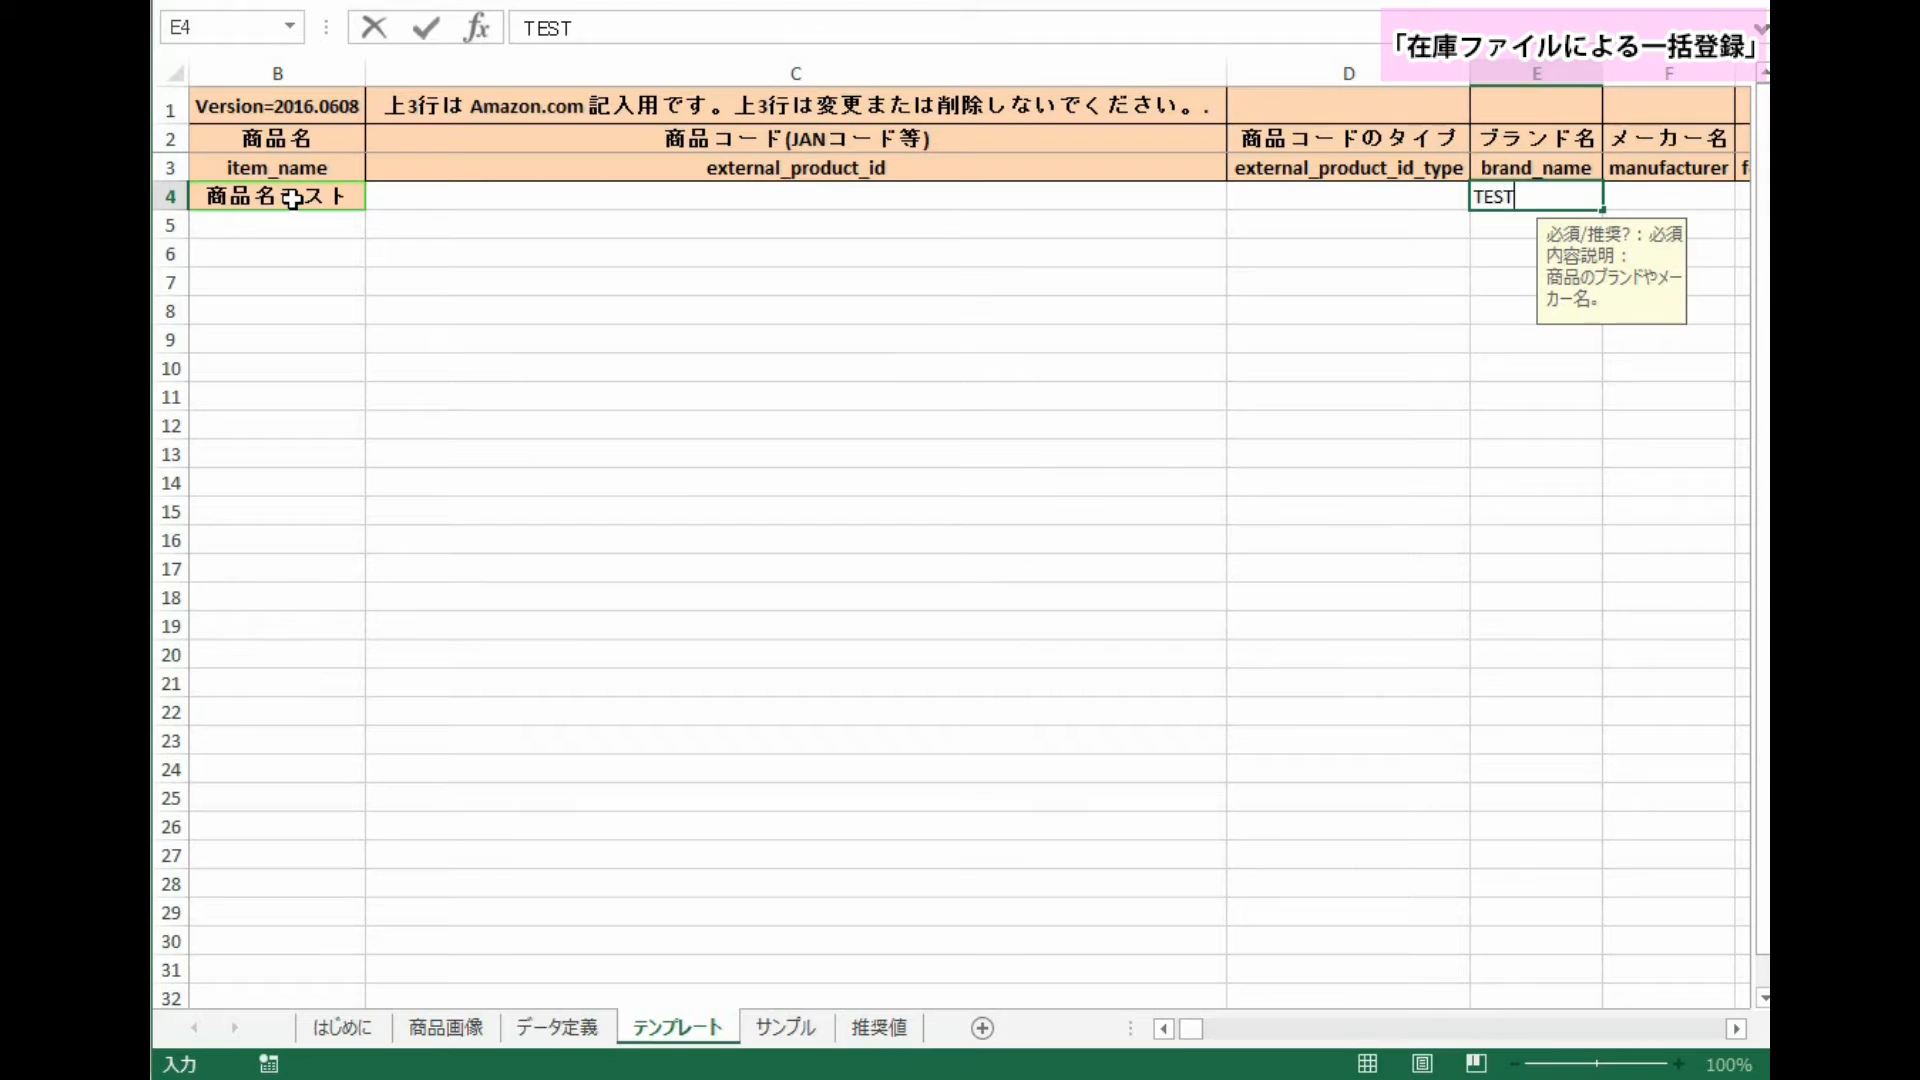 E4
fx
TEST
「在庫ファイルによる一括登録」
B C D E F
1 Version=2016.0608 上3行は Amazon.com 記入用です。上3行は変更または削除しないでください。.
2 商品名 商品コード(JANコード等) 商品コードのタイプ ブランド名 メーカー名
3 item_name external_product_id external_product_id_type brand_name manufacturer f
4 商品名 スト TEST
5
必須/推奨?：必須
6
内容説明：
7
商品のブランドやメー
カー名。
8
9
10
11
12
13
14
15
16
17
18
19
20
21
22
23
24
25
26
27
28
29
30
31
32
はじめに 商品画像 データ定義 テンプレート サンプル 推奨値
入力 100%